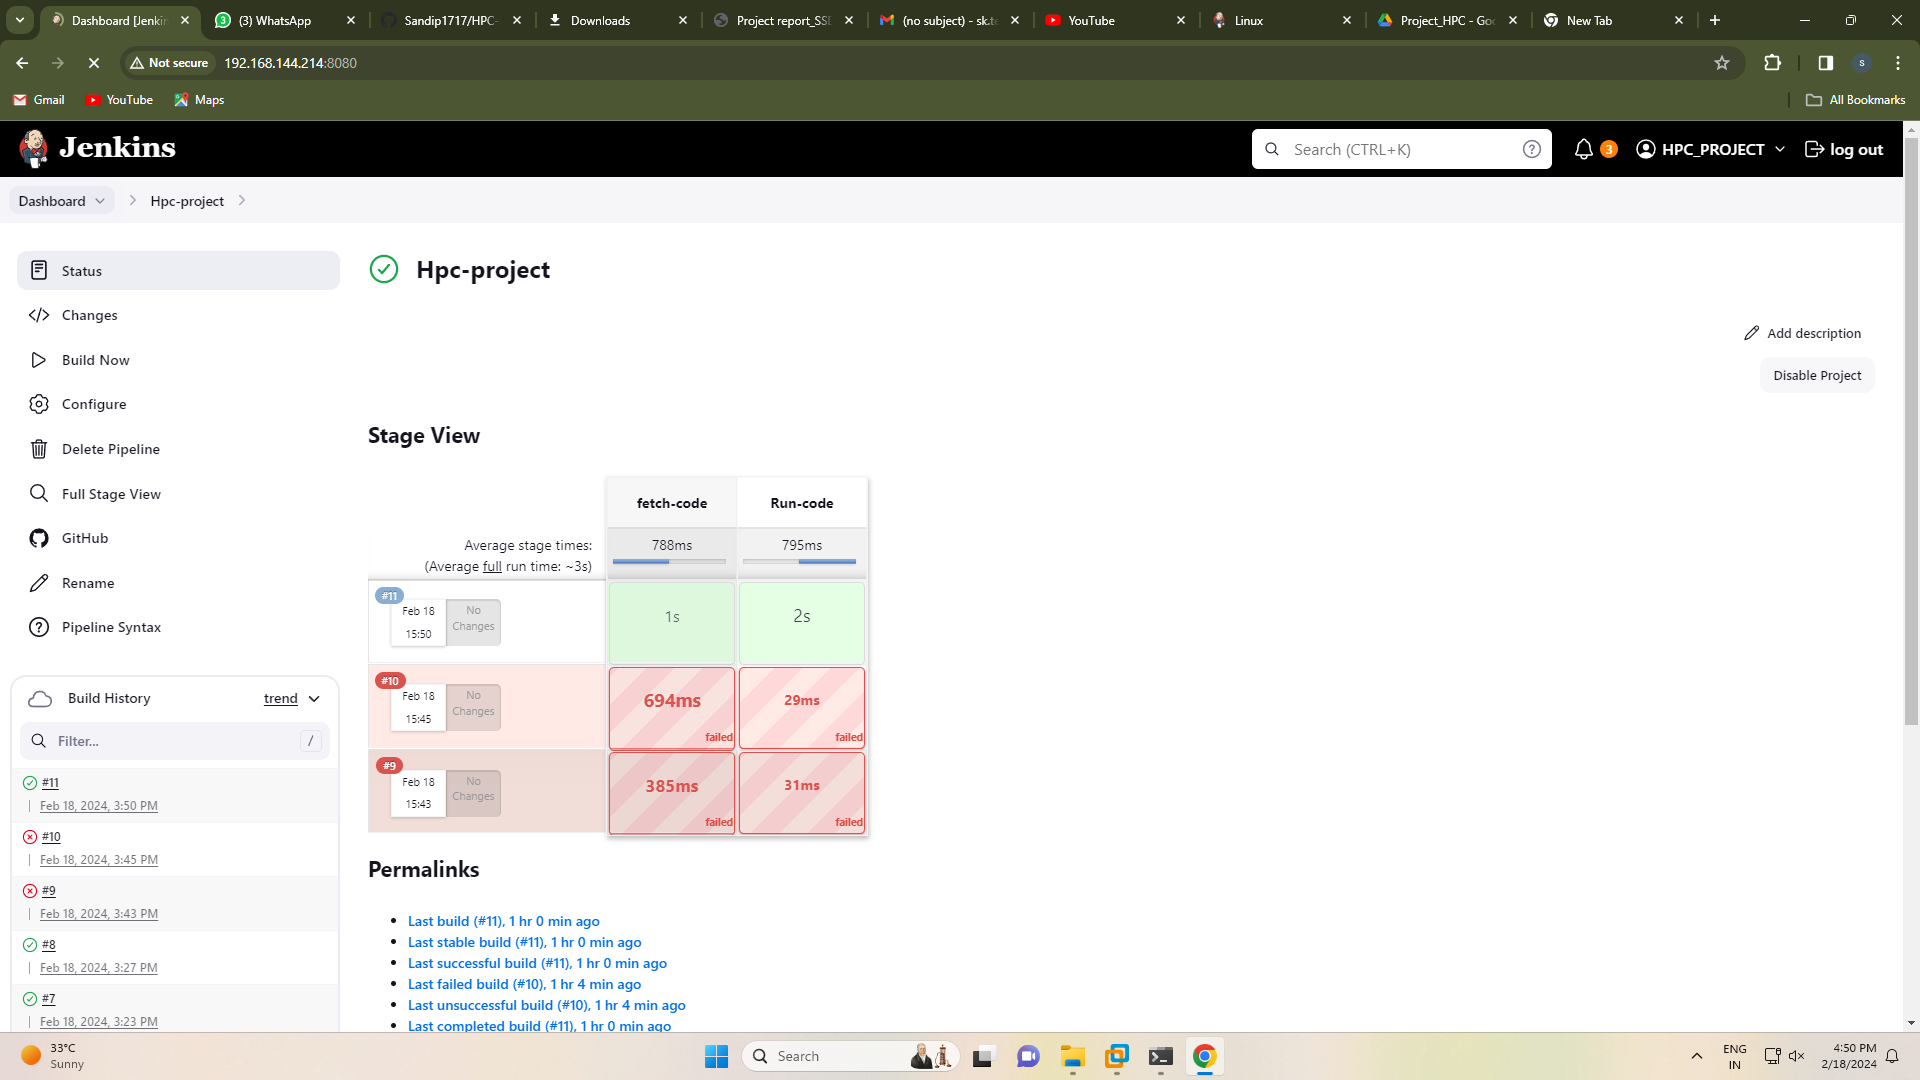 Dashboard [Jenkin
(3) WhatsApp
Sandip1717/HPC-
Downloads
Project report_SSD
(no subject) - sk.te
YouTube
Linux
Project_HPC - Goo
New Tab
Not secure
192.168.144.214:8080
S
Gmail
YouTube
Maps
All Bookmarks
Jenkins
Search (CTRL+K)
3
HPC_PROJECT
log out
Dashboard
Hpc-project
Status
Changes
Build Now
Configure
Delete Pipeline
Full Stage View
GitHub
Rename
Pipeline Syntax
Build History
trend
Filter...
/
#11
Feb 18, 2024, 3:50 PM
#10
Feb 18, 2024, 3:45 PM
#9
Feb 18, 2024, 3:43 PM
#8
Feb 18, 2024, 3:27 PM
#7
Feb 18, 2024, 3:23 PM
Hpc-project
Add description
Disable Project
Stage View
fetch-code
Run-code
Average stage times:
(Average full run time: ~3s)
788ms
795ms
#11
Feb 18
15:50
No
Changes
1s
2s
#10
Feb 18
15:45
No
Changes
694ms
failed
29ms
failed
#9
Feb 18
15:43
No
Changes
385ms
failed
31ms
failed
Permalinks
Last build (#11), 1 hr 0 min ago
Last stable build (#11), 1 hr 0 min ago
Last successful build (#11), 1 hr 0 min ago
Last failed build (#10), 1 hr 4 min ago
Last unsuccessful build (#10), 1 hr 4 min ago
Last completed build (#11), 1 hr 0 min ago
33°C
Sunny
Search
ENG
IN
4:50 PM
2/18/2024